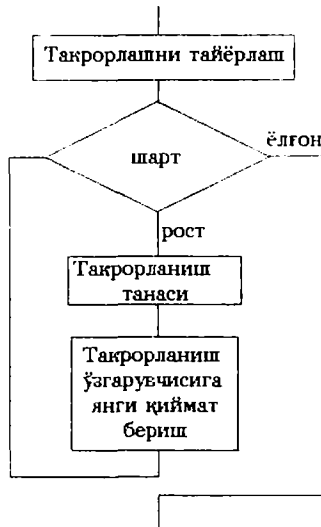 Такрорлашни тайёрлаш
шарт
ёлғон
рост
Такрорланиш
танаси
Такрорланиш
ўзгарувчисига
янги қиймат
бериш